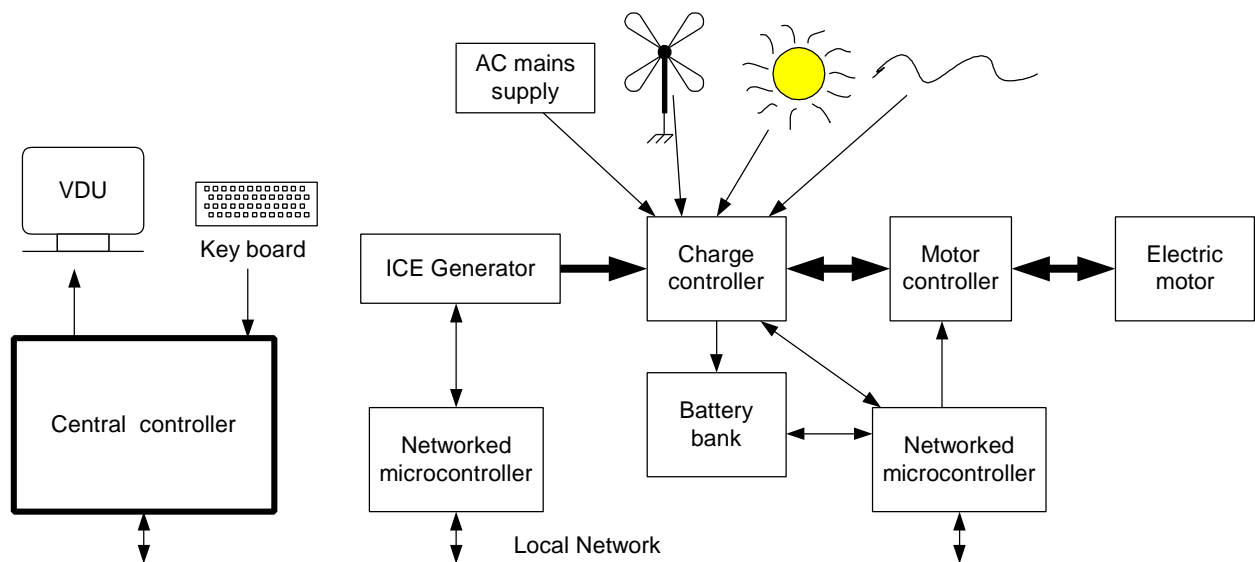 AC mains
supply
VDU
Key board
ICE Generator
Charge
controller
Motor
controller
Electric
motor
Central controller
Networked
microcontroller
Battery
bank
Networked
microcontroller
Local Network